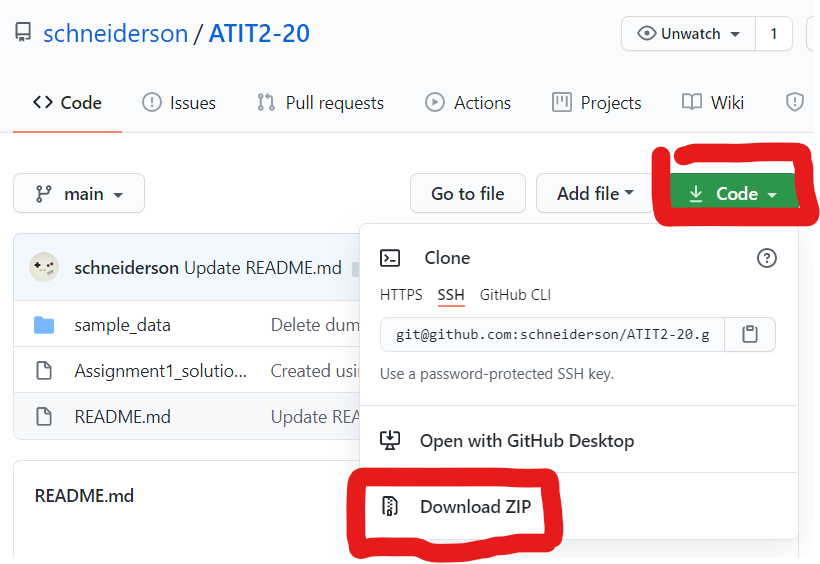 schneiderson / ATIT2-20
Unwatch 1
Code Issues Pull requests Actions Projects Wiki
main Go to file Add file Code
schneiderson Update README.md
Clone
HTTPS SSH GitHub CLI
sample_data Delete dum
git@github.com:schneiderson/ATIT2-20.g
Assignment1_solutio... Created usi
Use a password-protected SSH key.
README.md Update REA
Open with GitHub Desktop
README.md
Download ZIP